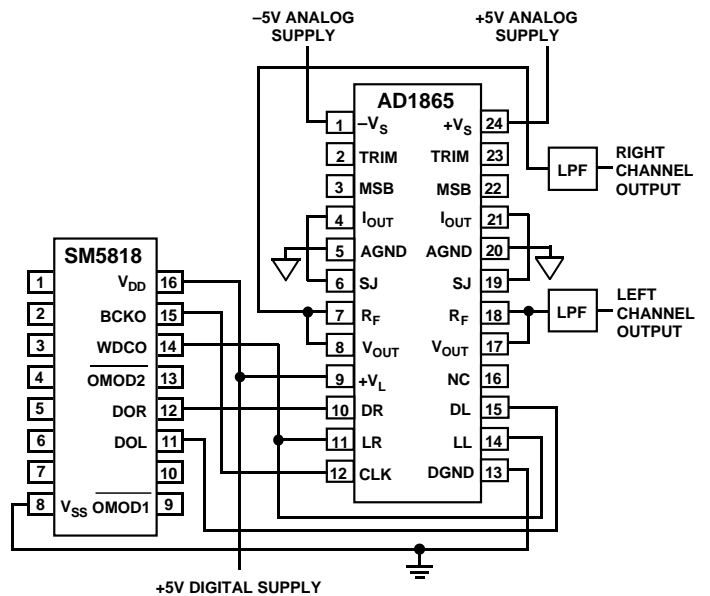 –5V ANALOG
SUPPLY
+5V ANALOG
SUPPLY
AD1865
1 –VS +VS 24
2 TRIM TRIM 23
3 MSB MSB 22
4 IOUT IOUT 21
5 AGND AGND 20
6 SJ SJ 19
7 RF RF 18
8 VOUT VOUT 17
9 +VL NC 16
10 DR DL 15
11 LR LL 14
12 CLK DGND 13
LPF
RIGHT
CHANNEL
OUTPUT
LPF
LEFT
CHANNEL
OUTPUT
SM5818
1 VDD 16
2 BCKO 15
3 WDCO 14
4 OMOD2 13
5 DOR 12
6 DOL 11
7 10
8 VSS OMOD1 9
+5V DIGITAL SUPPLY